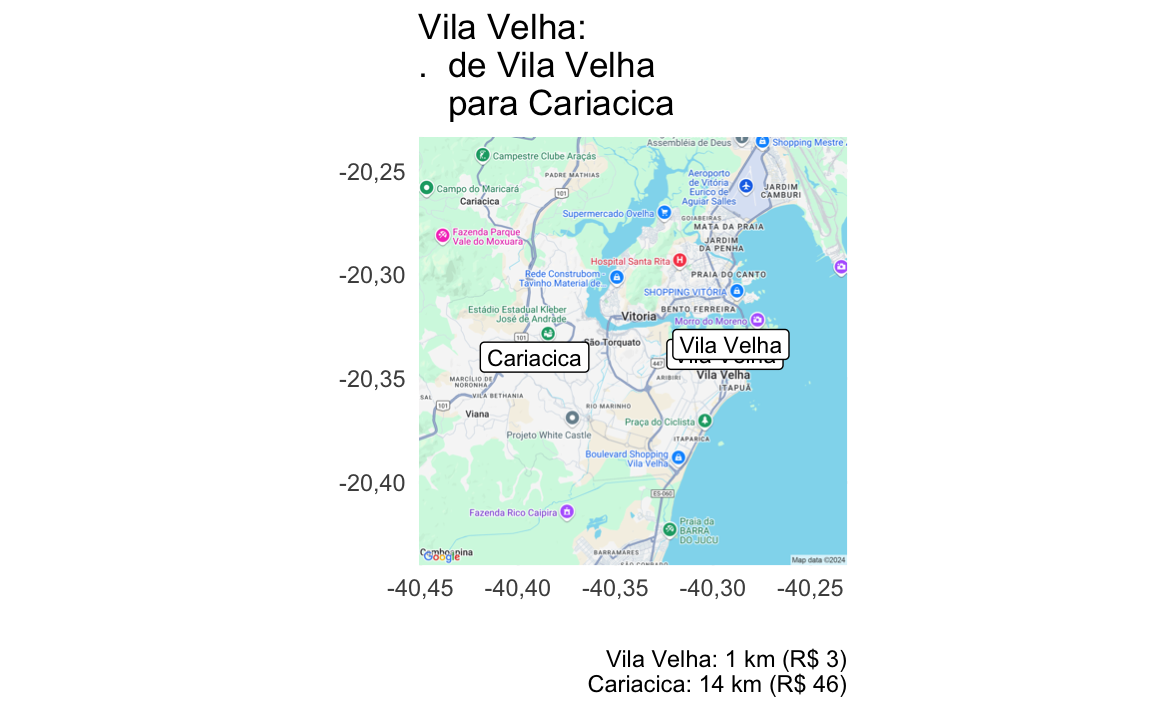 Vila Velha:
. de Vila Velha
para Cariacica
-20,25
-20,30
-20,35
-20,40
Assembléia de Deus
Shopping Mestre
Campestre Clube Araçás
PADRE MATHIAS
101
Aeroporto
de Vitória
Eurico de
Aguiar Salles
JARDIM
CAMBURI
Campo do Maricará
Cariacica
Supermercado Ovelha
GOIABEIRAS
MATA DA PRAIA
Fazenda Parque
Vale do Moxuara
JARDIM
DA PENHA
Hospital Santa Rita
H
Rede Construbom -
Tavinho Material de...
PRAIA DO CANTO
SHOPPING VITÓRIA
Estádio Estadual Kleber
José de Andrade
Vitoria
BENTO FERREIRA
Morro do Moreno
101
São Torquato
Vila Velha
Vila Velha
Cariacica
447
Vila Velha
ARIBIRI
ITAPUÃ
MARCÍLIO DE
NORONHA
VILA BETHANIA
SAL
101
Viana
RIO MARINHO
Projeto White Castle
Praça do Ciclista
ITAPARICA
Boulevard Shopping
Vila Velha
ES-060
Fazenda Rico Caipira
Praia da
BARRA
DO JUCU
BARRAMARES
Google
Map data ©2024
-40,45
-40,40
-40,35
-40,30
-40,25
Vila Velha: 1 km (R$ 3)
Cariacica: 14 km (R$ 46)